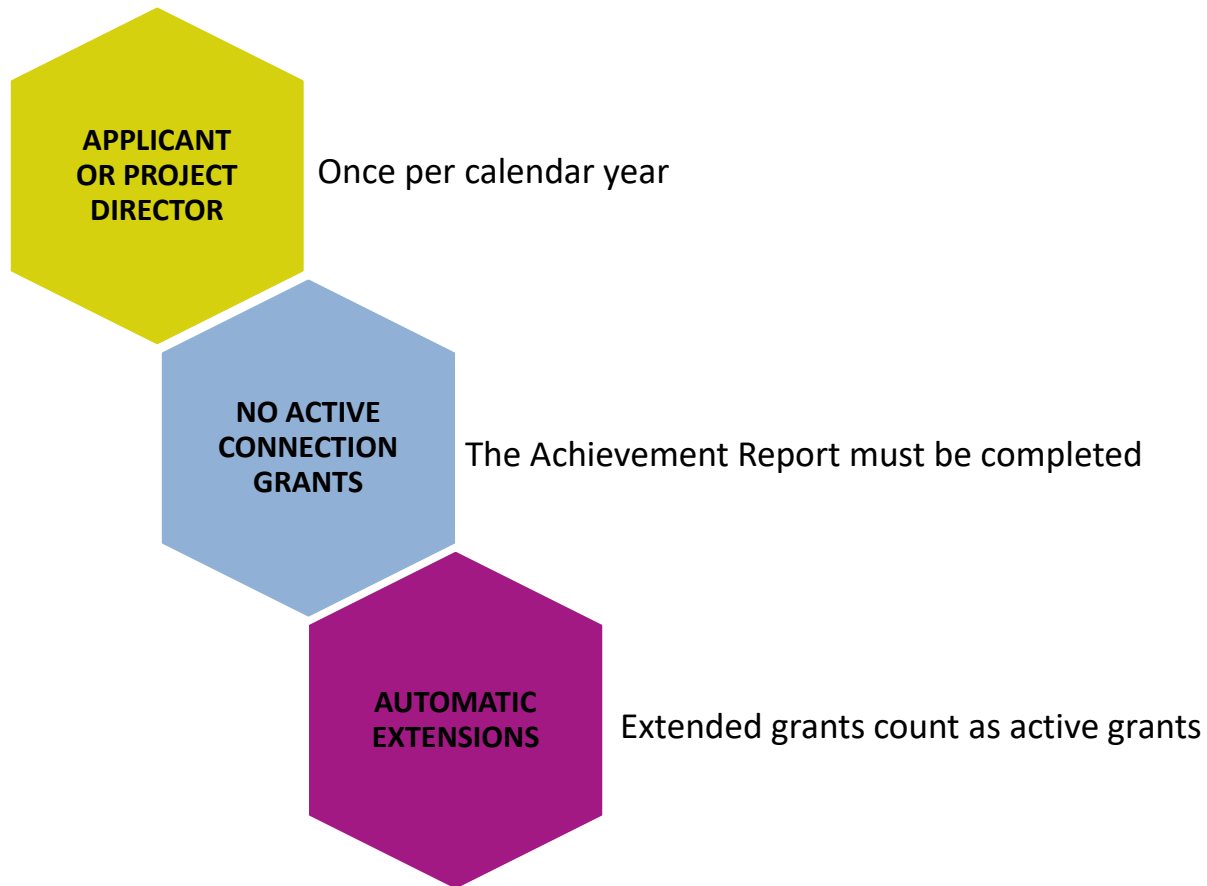 APPLICANT
OR PROJECT
DIRECTOR
Once per calendar year
NO ACTIVE
CONNECTION
GRANTS
The Achievement Report must be completed
AUTOMATIC
EXTENSIONS
Extended grants count as active grants